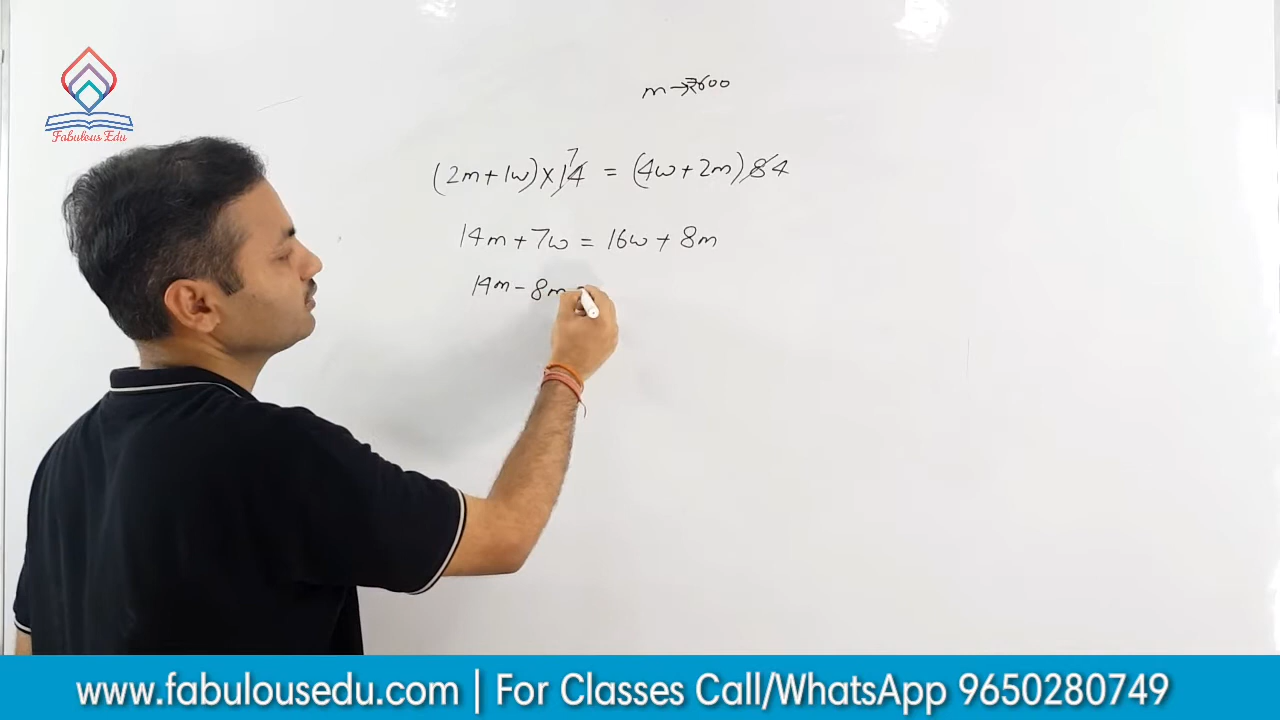 Fabulous Edu
m → ₹600
(2m + 1w) × 14 7 = (4w + 2m) 8 4
14m + 7w = 16w + 8m
14m - 8m =
www.fabulousedu.com | For Classes Call/WhatsApp 9650280749